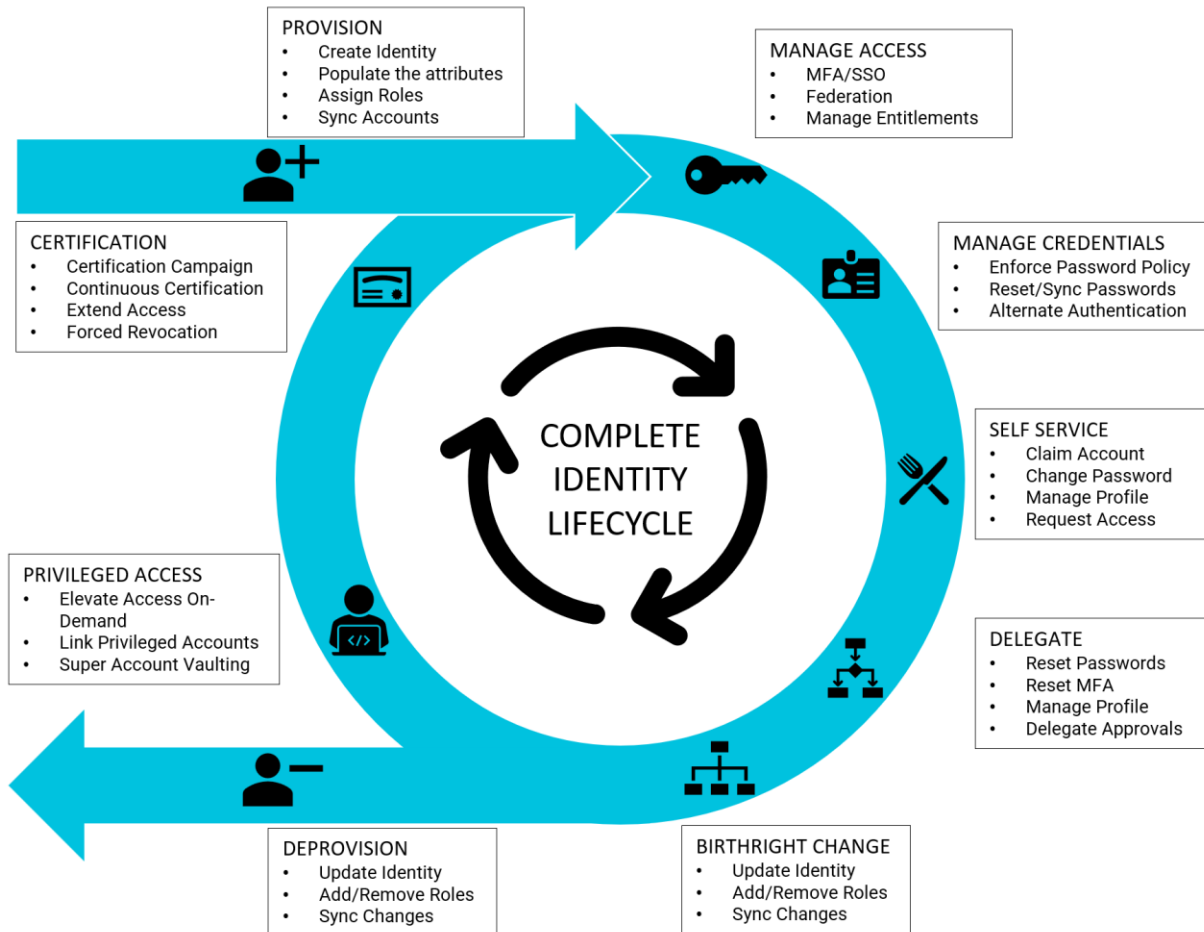 PROVISION
• Create Identity
• Populate the attributes
• Assign Roles
• Sync Accounts
MANAGE ACCESS
• MFA/SSO
• Federation
• Manage Entitlements
CERTIFICATION
• Certification Campaign
• Continuous Certification
• Extend Access
• Forced Revocation
MANAGE CREDENTIALS
• Enforce Password Policy
• Reset/Sync Passwords
• Alternate Authentication
COMPLETE
IDENTITY
LIFECYCLE
SELF SERVICE
• Claim Account
• Change Password
• Manage Profile
• Request Access
PRIVILEGED ACCESS
• Elevate Access On-
Demand
• Link Privileged Accounts
• Super Account Vaulting
</>
DELEGATE
• Reset Passwords
• Reset MFA
• Manage Profile
• Delegate Approvals
DEPROVISION
• Update Identity
• Add/Remove Roles
• Sync Changes
BIRTHRIGHT CHANGE
• Update Identity
• Add/Remove Roles
• Sync Changes